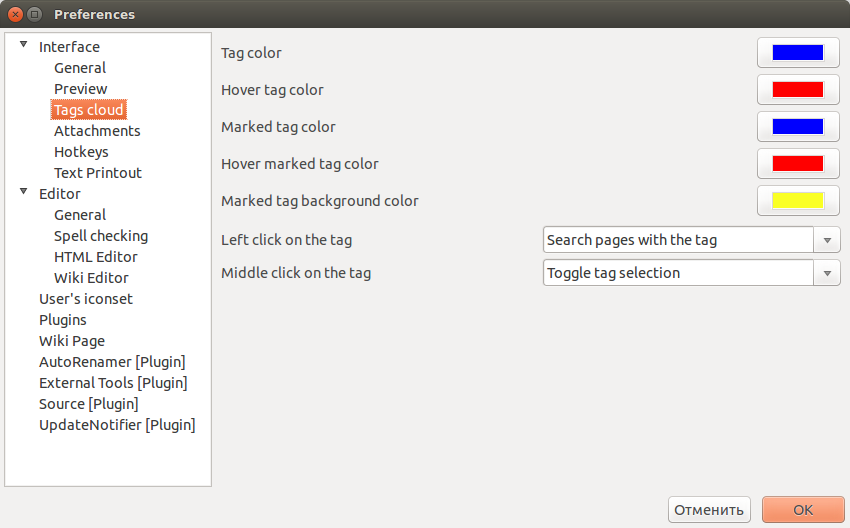 Preferences
Interface
General
Preview
Tags cloud
Attachments
Hotkeys
Text Printout
Editor
General
Spell checking
HTML Editor
Wiki Editor
User's iconset
Plugins
Wiki Page
AutoRenamer [Plugin]
External Tools [Plugin]
Source [Plugin]
UpdateNotifier [Plugin]
Tag color
Hover tag color
Marked tag color
Hover marked tag color
Marked tag background color
Left click on the tag Search pages with the tag
Middle click on the tag Toggle tag selection
Отменить OK